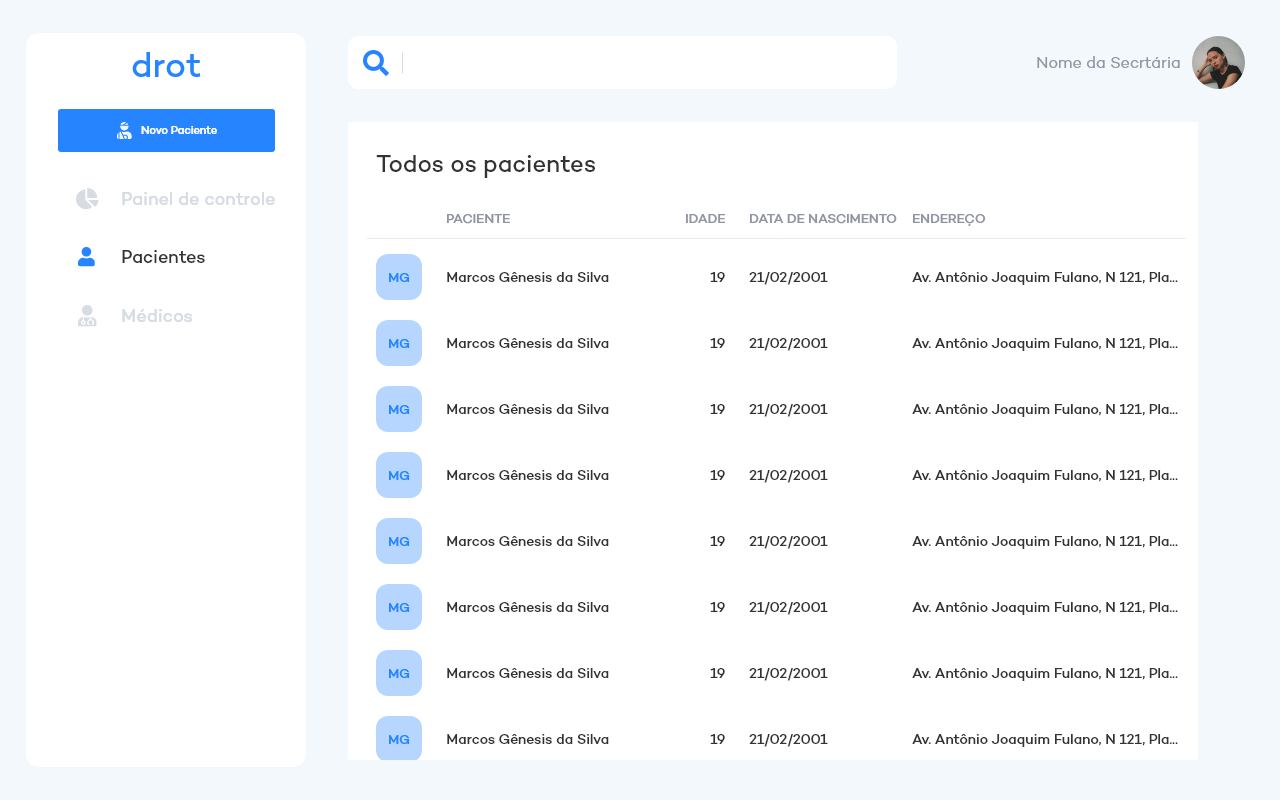 drot
Nome da Secrtária
Novo Paciente
Painel de controle
Pacientes
Médicos
Todos os pacientes
PACIENTE IDADE DATA DE NASCIMENTO ENDEREÇO
MG Marcos Gênesis da Silva 19 21/02/2001 Av. Antônio Joaquim Fulano, N 121, Pla...
MG Marcos Gênesis da Silva 19 21/02/2001 Av. Antônio Joaquim Fulano, N 121, Pla...
MG Marcos Gênesis da Silva 19 21/02/2001 Av. Antônio Joaquim Fulano, N 121, Pla...
MG Marcos Gênesis da Silva 19 21/02/2001 Av. Antônio Joaquim Fulano, N 121, Pla...
MG Marcos Gênesis da Silva 19 21/02/2001 Av. Antônio Joaquim Fulano, N 121, Pla...
MG Marcos Gênesis da Silva 19 21/02/2001 Av. Antônio Joaquim Fulano, N 121, Pla...
MG Marcos Gênesis da Silva 19 21/02/2001 Av. Antônio Joaquim Fulano, N 121, Pla...
MG Marcos Gênesis da Silva 19 21/02/2001 Av. Antônio Joaquim Fulano, N 121, Pla...